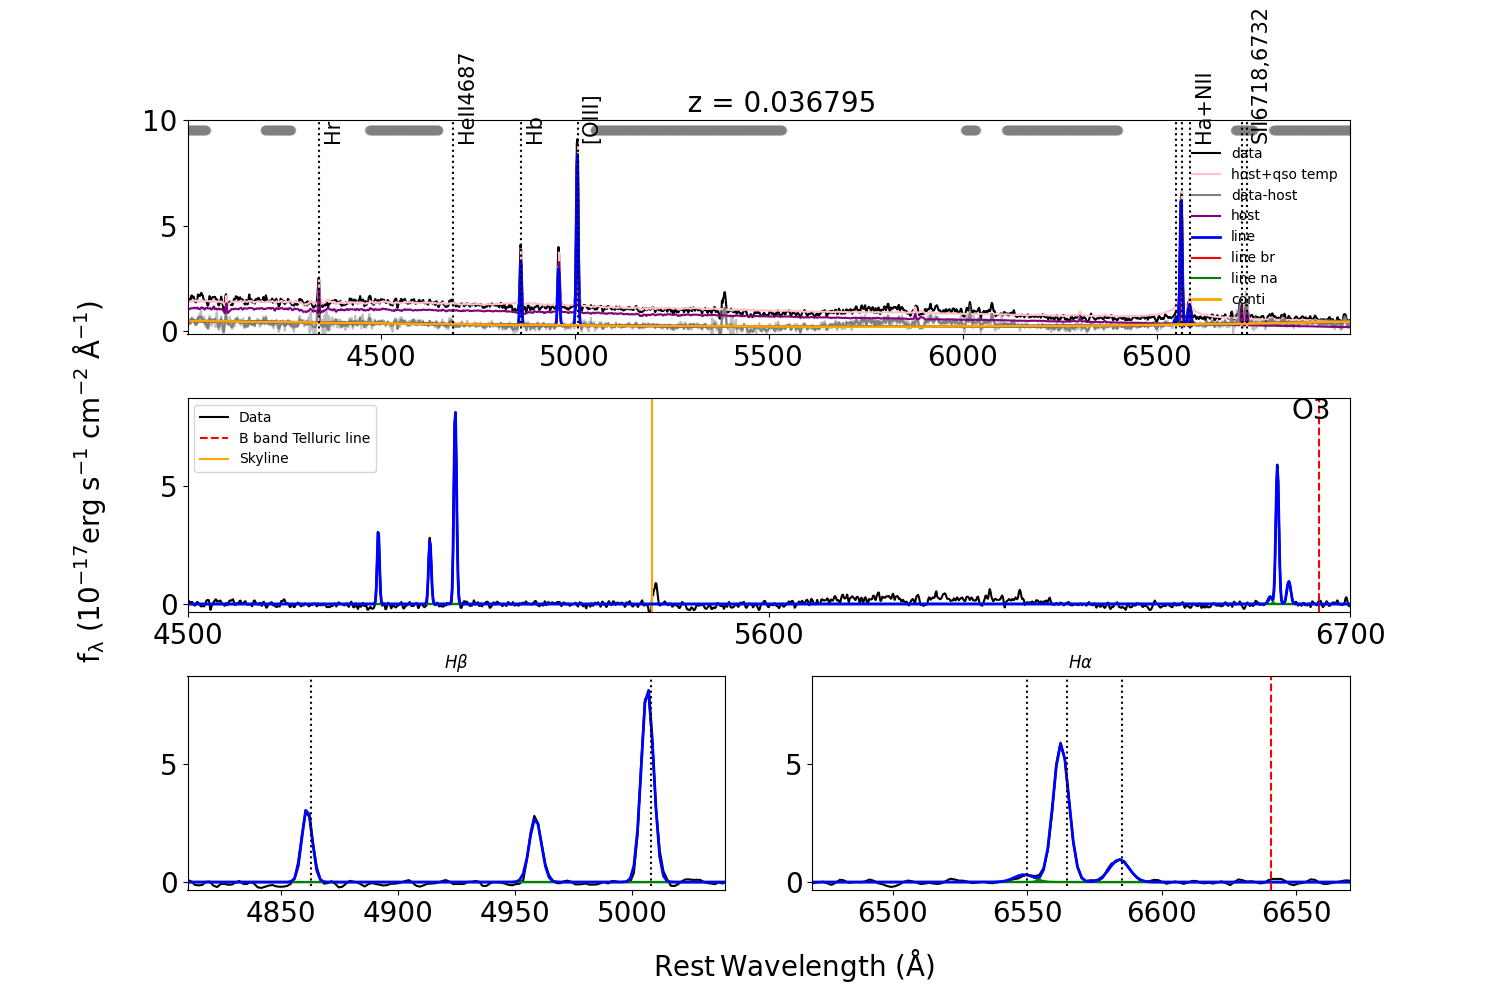 z = 0.036795
Hr
HeII4687
Hb
[OIII]
Ha+NII
SII6718,6732
10
5
0
data
host+qso temp
data-host
host
line
line br
line na
conti
4500 5000 5500 6000 6500
fλ (10−17erg s−1 cm−2 Å−1)
Data
B band Telluric line
Skyline
O3
5
0
4500 5600 6700
Hβ
Hα
5
0
4850 4900 4950 5000
5
0
6500 6550 6600 6650
Rest Wavelength (Å)